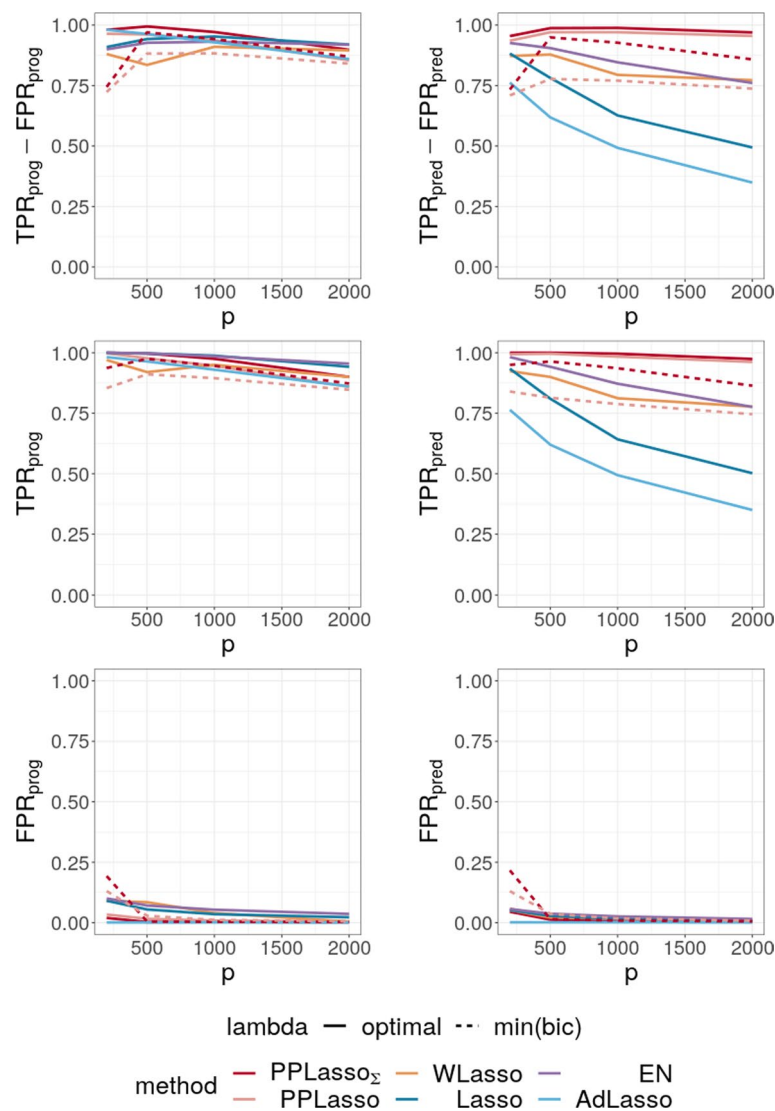 TPRprog − FPRprog
1.00
0.75
0.50
0.25
0.00
500 1000 1500 2000
p
TPRpred − FPRpred
1.00
0.75
0.50
0.25
0.00
500 1000 1500 2000
p
TPRprog
1.00
0.75
0.50
0.25
0.00
500 1000 1500 2000
p
TPRpred
1.00
0.75
0.50
0.25
0.00
500 1000 1500 2000
p
FPRprog
1.00
0.75
0.50
0.25
0.00
500 1000 1500 2000
p
FPRpred
1.00
0.75
0.50
0.25
0.00
500 1000 1500 2000
p
lambda optimal min(bic)
method PPLassoΣ WLasso EN
PPLasso Lasso AdLasso